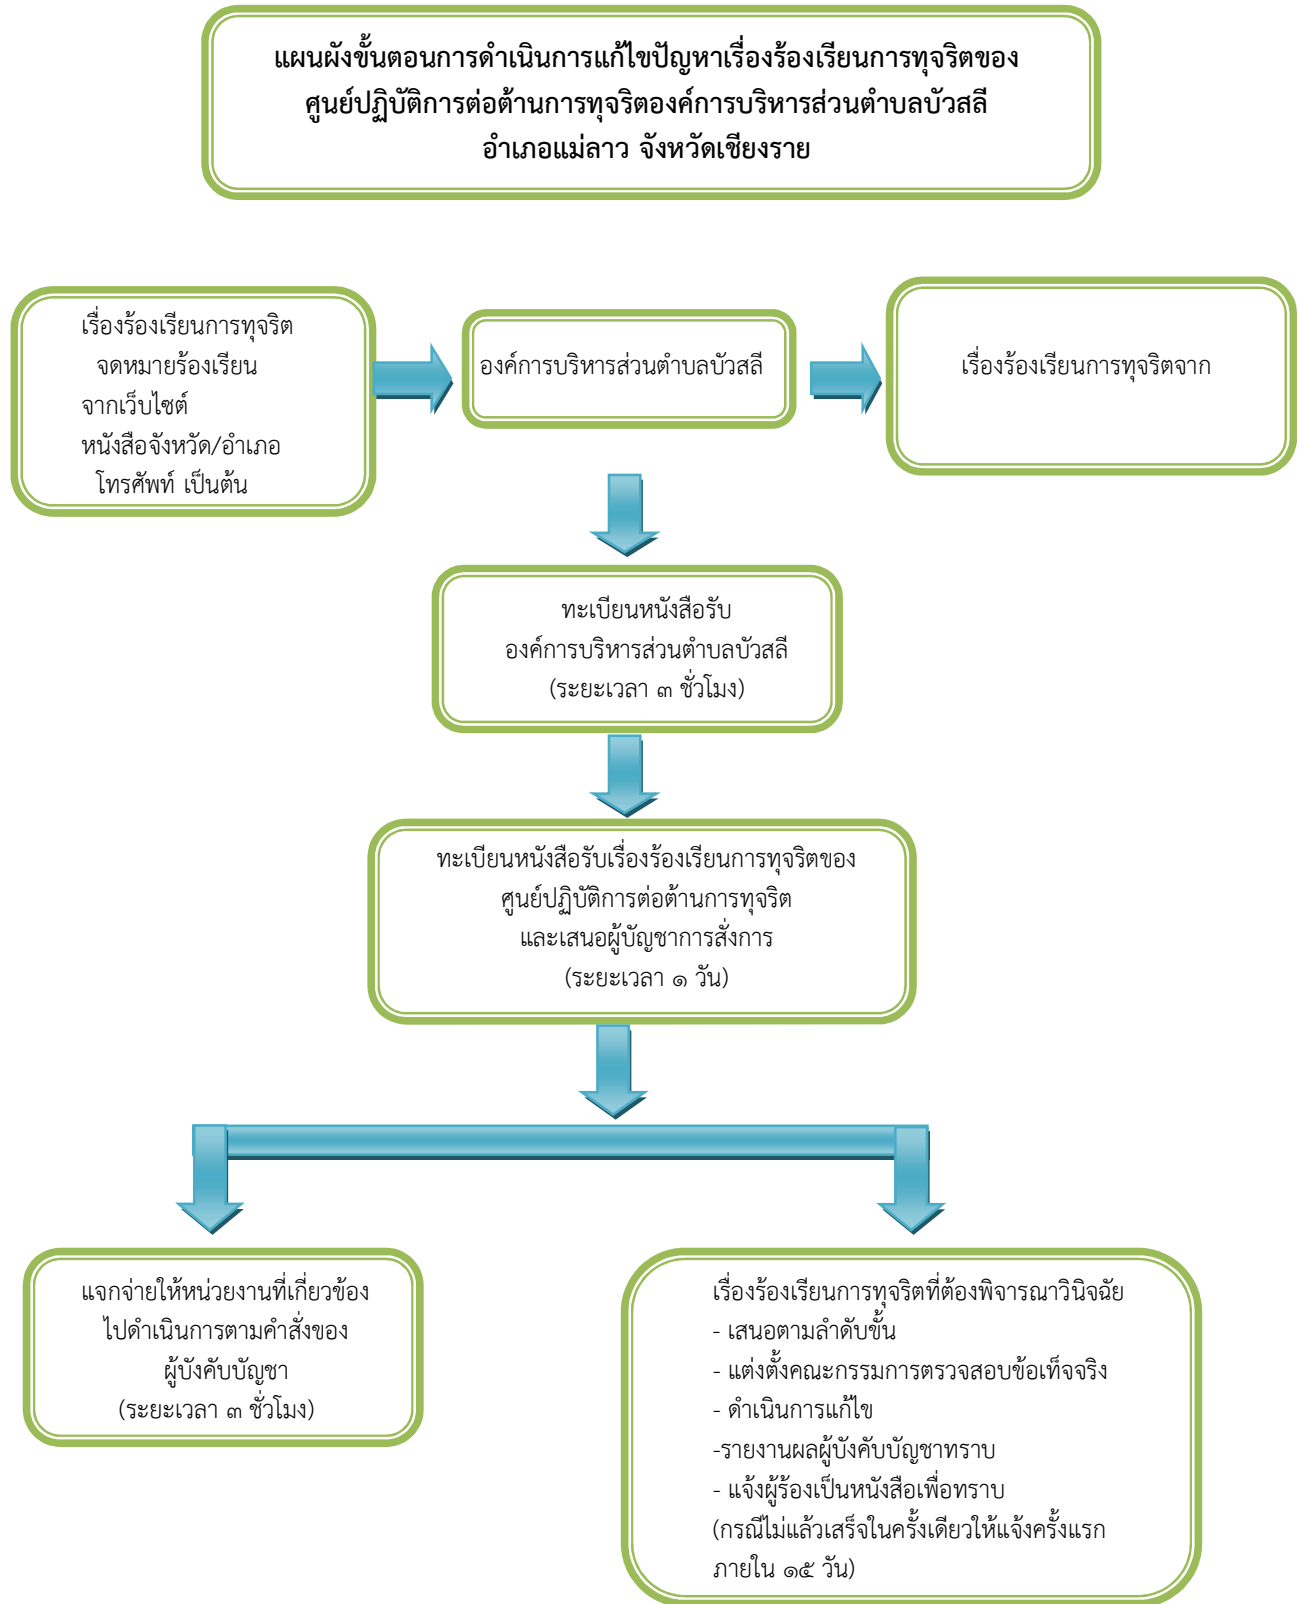 แผนผังขั้นตอนการดำเนินการแก้ไขปัญหาเรื่องร้องเรียนการทุจริตของ
ศูนย์ปฏิบัติการต่อต้านการทุจริตองค์การบริหารส่วนตำบลบัวสลี
อำเภอแม่ลาว จังหวัดเชียงราย
เรื่องร้องเรียนการทุจริต
จดหมายร้องเรียน
จากเว็บไซต์
หนังสือจังหวัด/อำเภอ
โทรศัพท์ เป็นต้น
องค์การบริหารส่วนตำบลบัวสลี
เรื่องร้องเรียนการทุจริตจาก
ทะเบียนหนังสือรับ
องค์การบริหารส่วนตำบลบัวสลี
(ระยะเวลา ๓ ชั่วโมง)
ทะเบียนหนังสือรับเรื่องร้องเรียนการทุจริตของ
ศูนย์ปฏิบัติการต่อต้านการทุจริต
และเสนอผู้บัญชาการสั่งการ
(ระยะเวลา ๑ วัน)
แจกจ่ายให้หน่วยงานที่เกี่ยวข้อง
ไปดำเนินการตามคำสั่งของ
ผู้บังคับบัญชา
(ระยะเวลา ๓ ชั่วโมง)
เรื่องร้องเรียนการทุจริตที่ต้องพิจารณาวินิจฉัย
- เสนอตามลำดับขั้น
- แต่งตั้งคณะกรรมการตรวจสอบข้อเท็จจริง
- ดำเนินการแก้ไข
-รายงานผลผู้บังคับบัญชาทราบ
- แจ้งผู้ร้องเป็นหนังสือเพื่อทราบ
(กรณีไม่แล้วเสร็จในครั้งเดียวให้แจ้งครั้งแรก
ภายใน ๑๕ วัน)